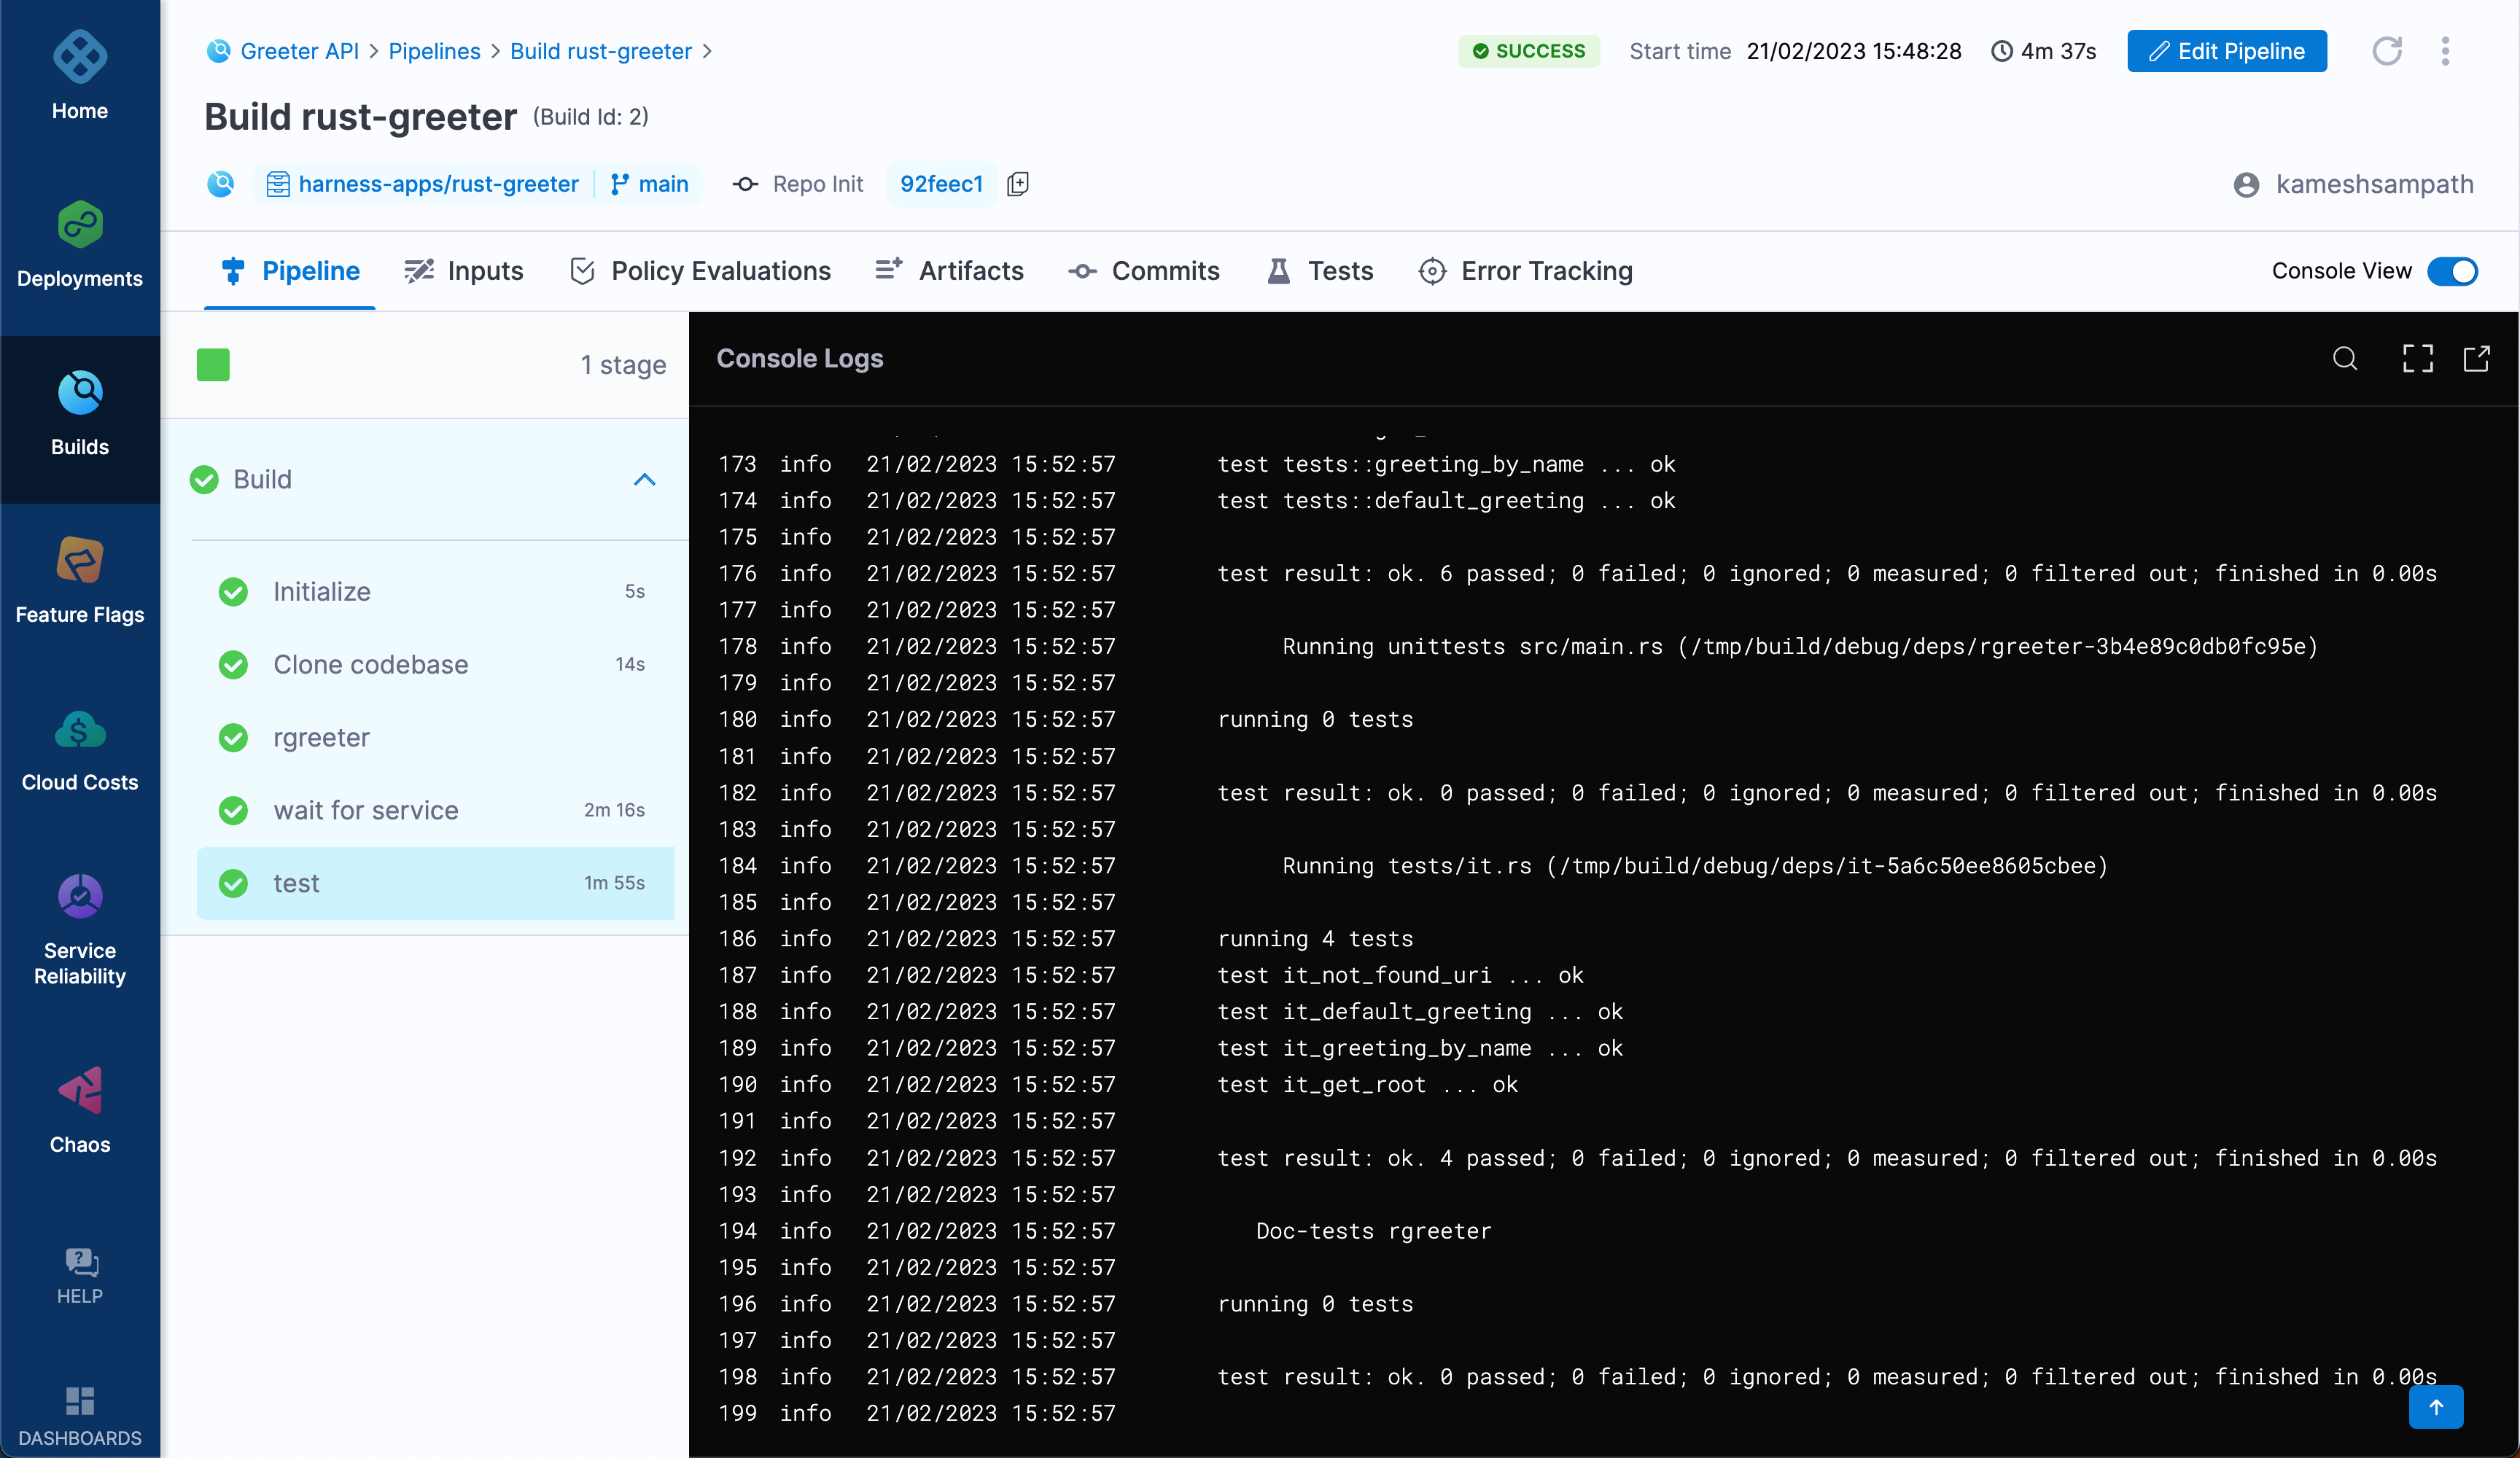 Home
Deployments
Builds
Feature Flags
Cloud Costs
Service
Reliability
Chaos
HELP
DASHBOARDS
Greeter API > Pipelines > Build rust-greeter >
SUCCESS Start time 21/02/2023 15:48:28 4m 37s Edit Pipeline
Build rust-greeter (Build Id: 2)
harness-apps/rust-greeter main Repo Init 92feec1 kameshsampath
Pipeline Inputs Policy Evaluations Artifacts Commits Tests Error Tracking Console View
1 stage
Build
Initialize 5s
Clone codebase 14s
rgreeter
wait for service 2m 16s
test 1m 55s
Console Logs
173 info 21/02/2023 15:52:57 test tests::greeting_by_name ... ok
174 info 21/02/2023 15:52:57 test tests::default_greeting ... ok
175 info 21/02/2023 15:52:57
176 info 21/02/2023 15:52:57 test result: ok. 6 passed; 0 failed; 0 ignored; 0 measured; 0 filtered out; finished in 0.00s
177 info 21/02/2023 15:52:57
178 info 21/02/2023 15:52:57 Running unittests src/main.rs (/tmp/build/debug/deps/rgreeter-3b4e89c0db0fc95e)
179 info 21/02/2023 15:52:57
180 info 21/02/2023 15:52:57 running 0 tests
181 info 21/02/2023 15:52:57
182 info 21/02/2023 15:52:57 test result: ok. 0 passed; 0 failed; 0 ignored; 0 measured; 0 filtered out; finished in 0.00s
183 info 21/02/2023 15:52:57
184 info 21/02/2023 15:52:57 Running tests/it.rs (/tmp/build/debug/deps/it-5a6c50ee8605cbee)
185 info 21/02/2023 15:52:57
186 info 21/02/2023 15:52:57 running 4 tests
187 info 21/02/2023 15:52:57 test it_not_found_uri ... ok
188 info 21/02/2023 15:52:57 test it_default_greeting ... ok
189 info 21/02/2023 15:52:57 test it_greeting_by_name ... ok
190 info 21/02/2023 15:52:57 test it_get_root ... ok
191 info 21/02/2023 15:52:57
192 info 21/02/2023 15:52:57 test result: ok. 4 passed; 0 failed; 0 ignored; 0 measured; 0 filtered out; finished in 0.00s
193 info 21/02/2023 15:52:57
194 info 21/02/2023 15:52:57 Doc-tests rgreeter
195 info 21/02/2023 15:52:57
196 info 21/02/2023 15:52:57 running 0 tests
197 info 21/02/2023 15:52:57
198 info 21/02/2023 15:52:57 test result: ok. 0 passed; 0 failed; 0 ignored; 0 measured; 0 filtered out; finished in 0.00s
199 info 21/02/2023 15:52:57